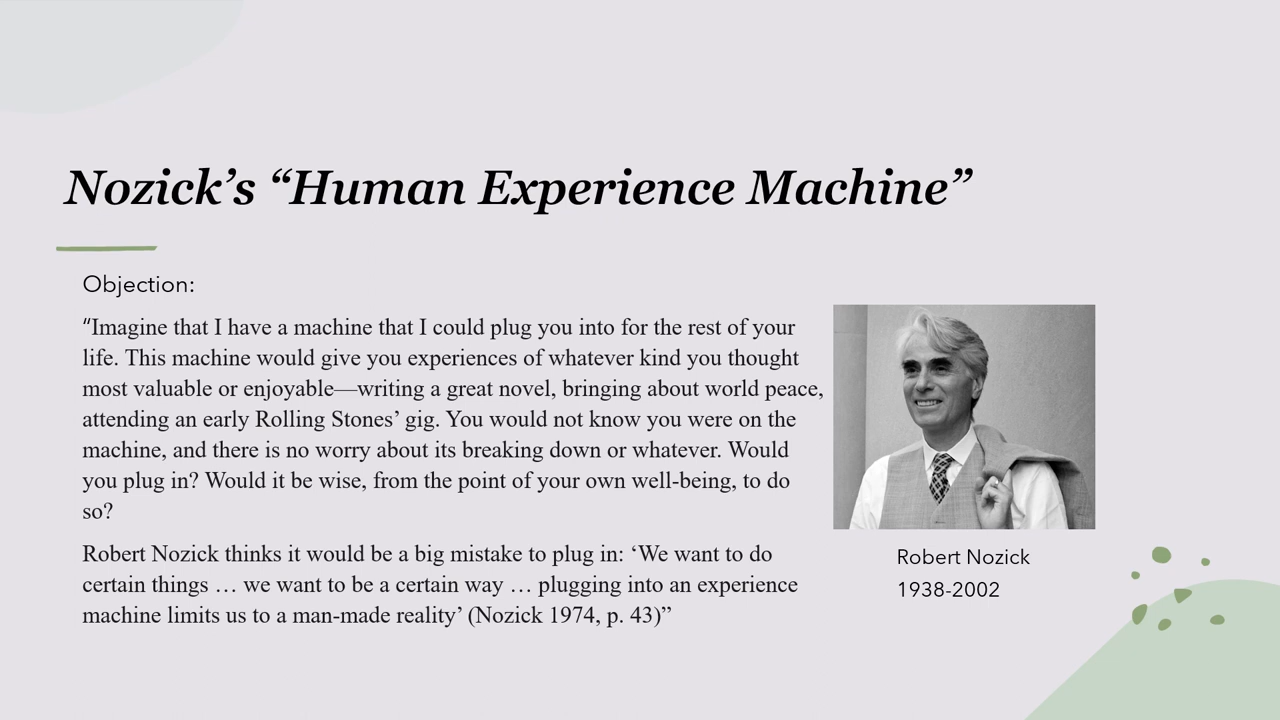 Nozick’s “Human Experience Machine”
Objection:
“Imagine that I have a machine that I could plug you into for the rest of your
life. This machine would give you experiences of whatever kind you thought
most valuable or enjoyable—writing a great novel, bringing about world peace,
attending an early Rolling Stones’ gig. You would not know you were on the
machine, and there is no worry about its breaking down or whatever. Would
you plug in? Would it be wise, from the point of your own well-being, to do
so?
Robert Nozick thinks it would be a big mistake to plug in: ‘We want to do
certain things … we want to be a certain way … plugging into an experience
machine limits us to a man-made reality’ (Nozick 1974, p. 43)”
Robert Nozick
1938-2002